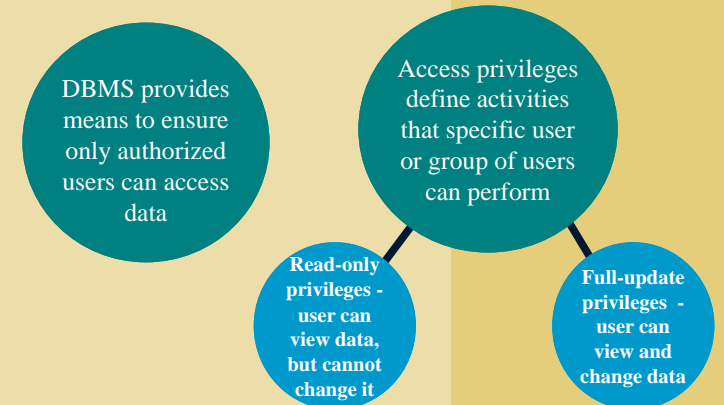 DBMS provides
means to ensure
only authorized
users can access
data
Access privileges
define activities
that specific user
or group of users
can perform
Read-only
privileges -
user can
view data,
but cannot
change it
Full-update
privileges -
user can
view and
change data